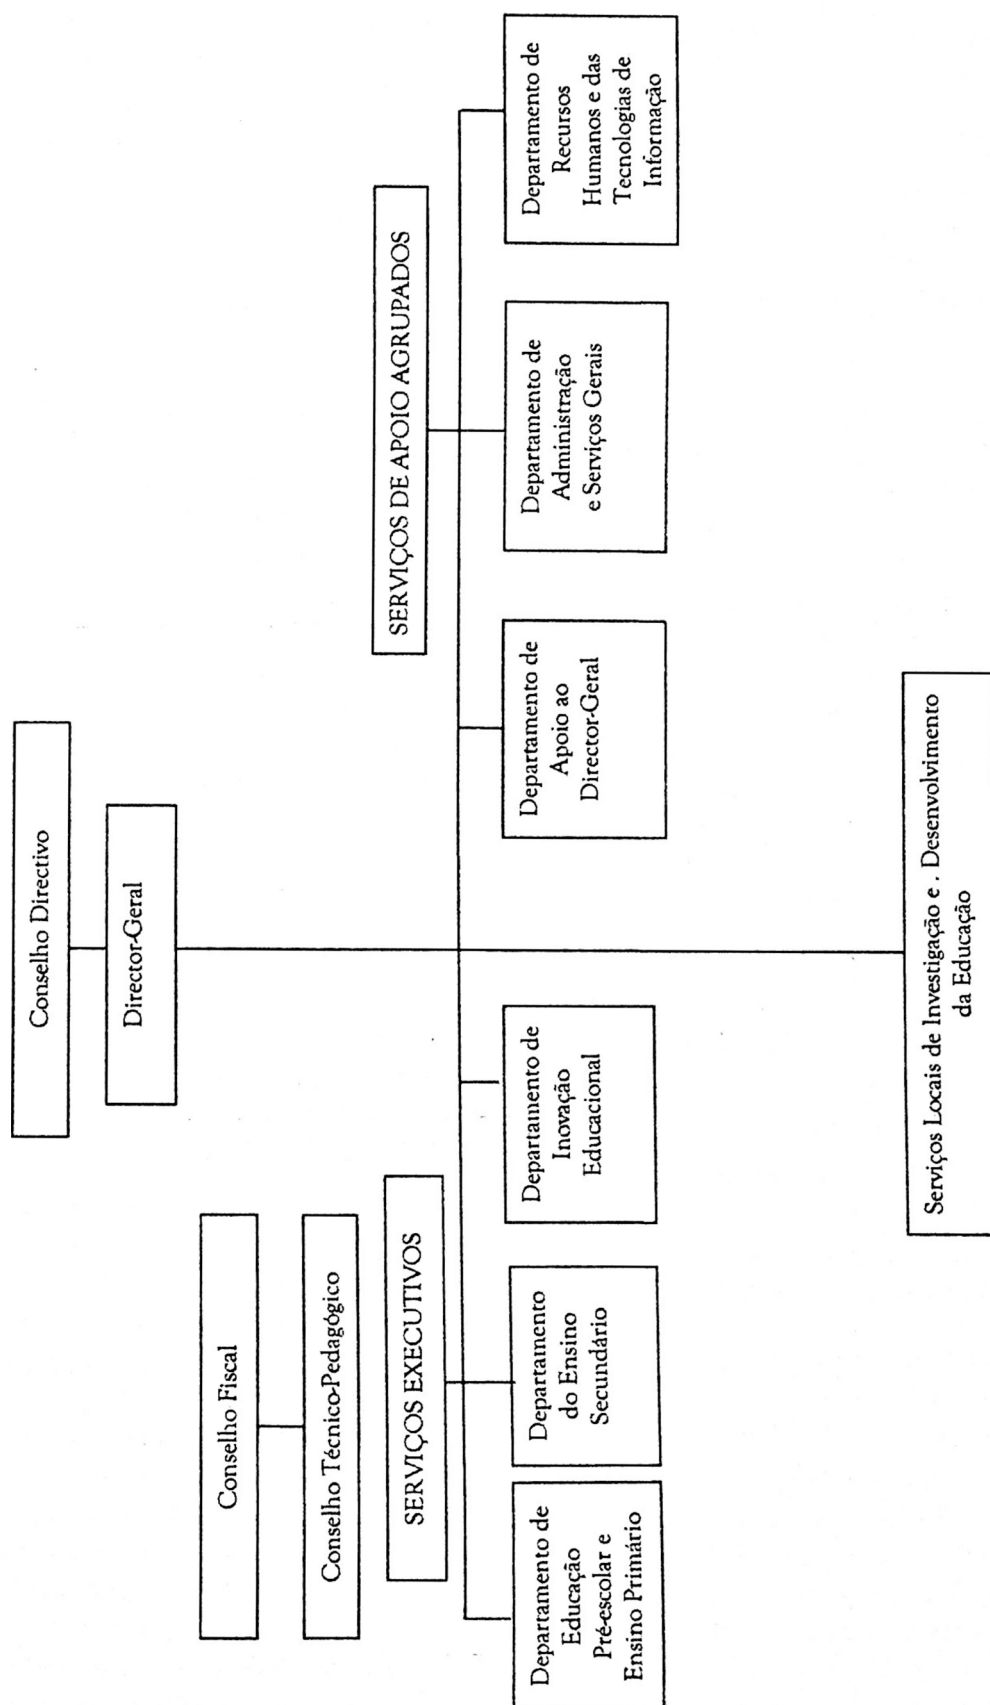 Conselho Directivo
Director-Geral
Conselho Fiscal
Conselho Técnico-Pedagógico
SERVIÇOS EXECUTIVOS
SERVIÇOS DE APOIO AGRUPADOS
Departamento de
Educação
Pré-escolar e
Ensino Primário
Departamento
do Ensino
Secundário
Departamento de
Inovação
Educacional
Departamento de
Apoio ao
Director-Geral
Departamento de
Administração
e Serviços Gerais
Departamento de
Recursos
Humanos e das
Tecnologias de
Informação
Serviços Locais de Investigação e . Desenvolvimento
da Educação